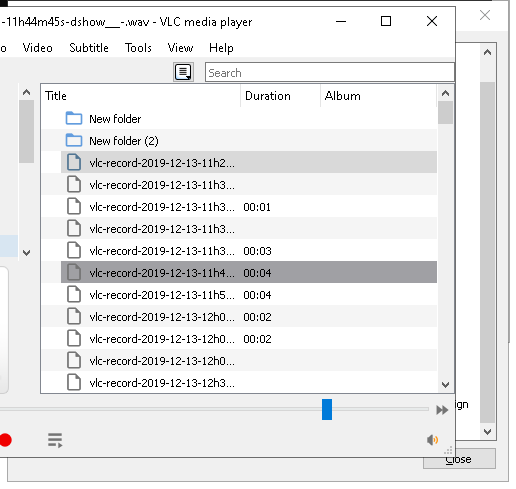 -11h44m45s-dshow__-.wav - VLC media player
o Video Subtitle Tools View Help
Search
Title Duration Album
New folder
New folder (2)
vlc-record-2019-12-13-11h2...
vlc-record-2019-12-13-11h3...
vlc-record-2019-12-13-11h3... 00:01
vlc-record-2019-12-13-11h3...
vlc-record-2019-12-13-11h3... 00:03
vlc-record-2019-12-13-11h4... 00:04
vlc-record-2019-12-13-11h5... 00:04
vlc-record-2019-12-13-12h0... 00:02
vlc-record-2019-12-13-12h0... 00:02
vlc-record-2019-12-13-12h0...
vlc-record-2019-12-13-12h3...
ign
Close